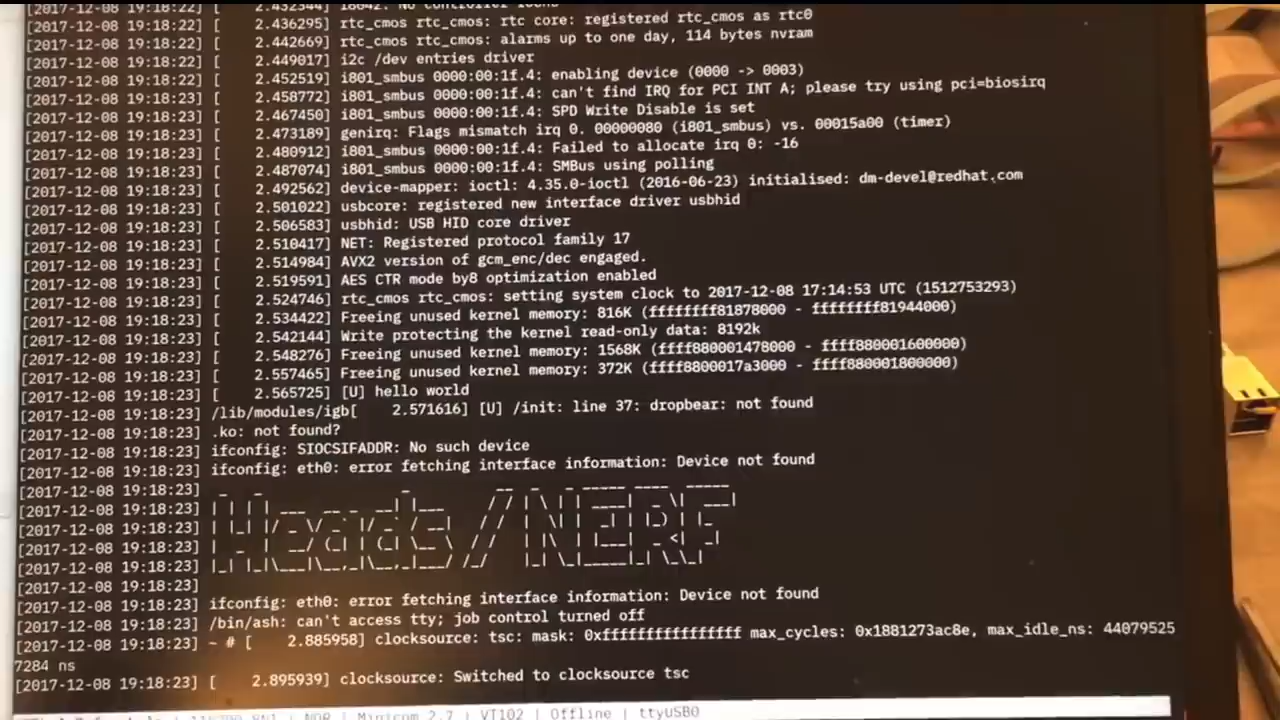 [2017-12-08 19:18:22] [    2.432344] i8042: No controller found
[2017-12-08 19:18:22] [    2.436295] rtc_cmos rtc_cmos: rtc core: registered rtc_cmos as rtc0
[2017-12-08 19:18:22] [    2.442669] rtc_cmos rtc_cmos: alarms up to one day, 114 bytes nvram
[2017-12-08 19:18:22] [    2.449017] i2c /dev entries driver
[2017-12-08 19:18:22] [    2.452519] i801_smbus 0000:00:1f.4: enabling device (0000 -> 0003)
[2017-12-08 19:18:23] [    2.458772] i801_smbus 0000:00:1f.4: can't find IRQ for PCI INT A; please try using pci=biosirq
[2017-12-08 19:18:23] [    2.467450] i801_smbus 0000:00:1f.4: SPD Write Disable is set
[2017-12-08 19:18:23] [    2.473189] genirq: Flags mismatch irq 0. 00000080 (i801_smbus) vs. 00015a00 (timer)
[2017-12-08 19:18:23] [    2.480912] i801_smbus 0000:00:1f.4: Failed to allocate irq 0: -16
[2017-12-08 19:18:23] [    2.487074] i801_smbus 0000:00:1f.4: SMBus using polling
[2017-12-08 19:18:23] [    2.492562] device-mapper: ioctl: 4.35.0-ioctl (2016-06-23) initialised: dm-devel@redhat.com
[2017-12-08 19:18:23] [    2.501022] usbcore: registered new interface driver usbhid
[2017-12-08 19:18:23] [    2.506583] usbhid: USB HID core driver
[2017-12-08 19:18:23] [    2.510417] NET: Registered protocol family 17
[2017-12-08 19:18:23] [    2.514984] AVX2 version of gcm_enc/dec engaged.
[2017-12-08 19:18:23] [    2.519591] AES CTR mode by8 optimization enabled
[2017-12-08 19:18:23] [    2.524746] rtc_cmos rtc_cmos: setting system clock to 2017-12-08 17:14:53 UTC (1512753293)
[2017-12-08 19:18:23] [    2.534422] Freeing unused kernel memory: 816K (ffffffff81878000 - ffffffff81944000)
[2017-12-08 19:18:23] [    2.542144] Write protecting the kernel read-only data: 8192k
[2017-12-08 19:18:23] [    2.548276] Freeing unused kernel memory: 1568K (ffff880001478000 - ffff880001600000)
[2017-12-08 19:18:23] [    2.557465] Freeing unused kernel memory: 372K (ffff8800017a3000 - ffff880001800000)
[2017-12-08 19:18:23] [    2.565725] [U] hello world
[2017-12-08 19:18:23] /lib/modules/igb[    2.571616] [U] /init: line 37: dropbear: not found
[2017-12-08 19:18:23] .ko: not found?
[2017-12-08 19:18:23] ifconfig: SIOCSIFADDR: No such device
[2017-12-08 19:18:23] ifconfig: eth0: error fetching interface information: Device not found
[2017-12-08 19:18:23]
[2017-12-08 19:18:23]
[2017-12-08 19:18:23] Heads/NERF
[2017-12-08 19:18:23]
[2017-12-08 19:18:23]
[2017-12-08 19:18:23]
[2017-12-08 19:18:23] ifconfig: eth0: error fetching interface information: Device not found
[2017-12-08 19:18:23] /bin/ash: can't access tty; job control turned off
[2017-12-08 19:18:23] ~ # [    2.885958] clocksource: tsc: mask: 0xffffffffffffffff max_cycles: 0x1881273ac8e, max_idle_ns: 44079525
7284 ns
[2017-12-08 19:18:23] [    2.895939] clocksource: Switched to clocksource tsc
| NOR | Minicom 2.7 | VT102 | Offline | ttyUSB0